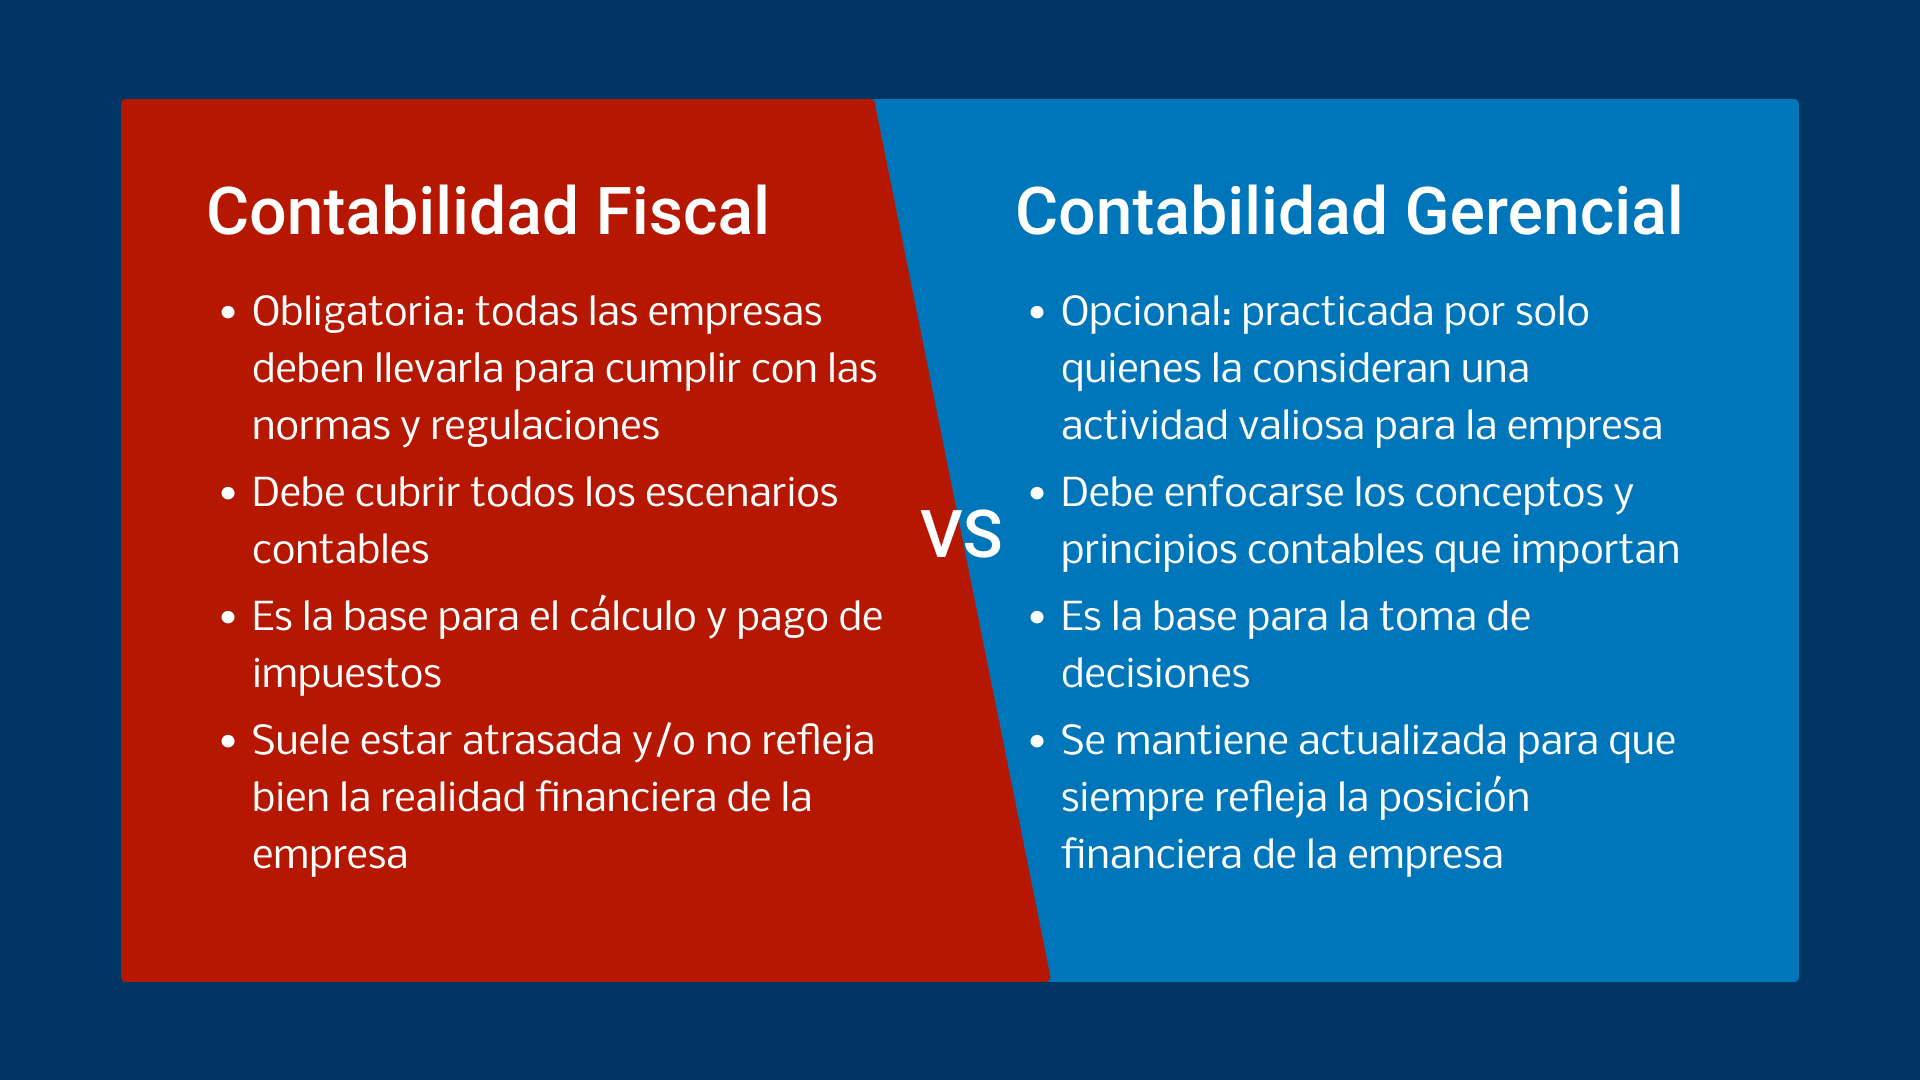 Contabilidad Fiscal
• Obligatoria: todas las empresas
deben llevarla para cumplir con las
normas y regulaciones
• Debe cubrir todos los escenarios
contables
• Es la base para el cálculo y pago de
impuestos
• Suele estar atrasada y/o no refleja
bien la realidad financiera de la
empresa
VS
Contabilidad Gerencial
• Opcional: practicada por solo
quienes la consideran una
actividad valiosa para la empresa
• Debe enfocarse los conceptos y
principios contables que importan
• Es la base para la toma de
decisiones
• Se mantiene actualizada para que
siempre refleja la posición
financiera de la empresa